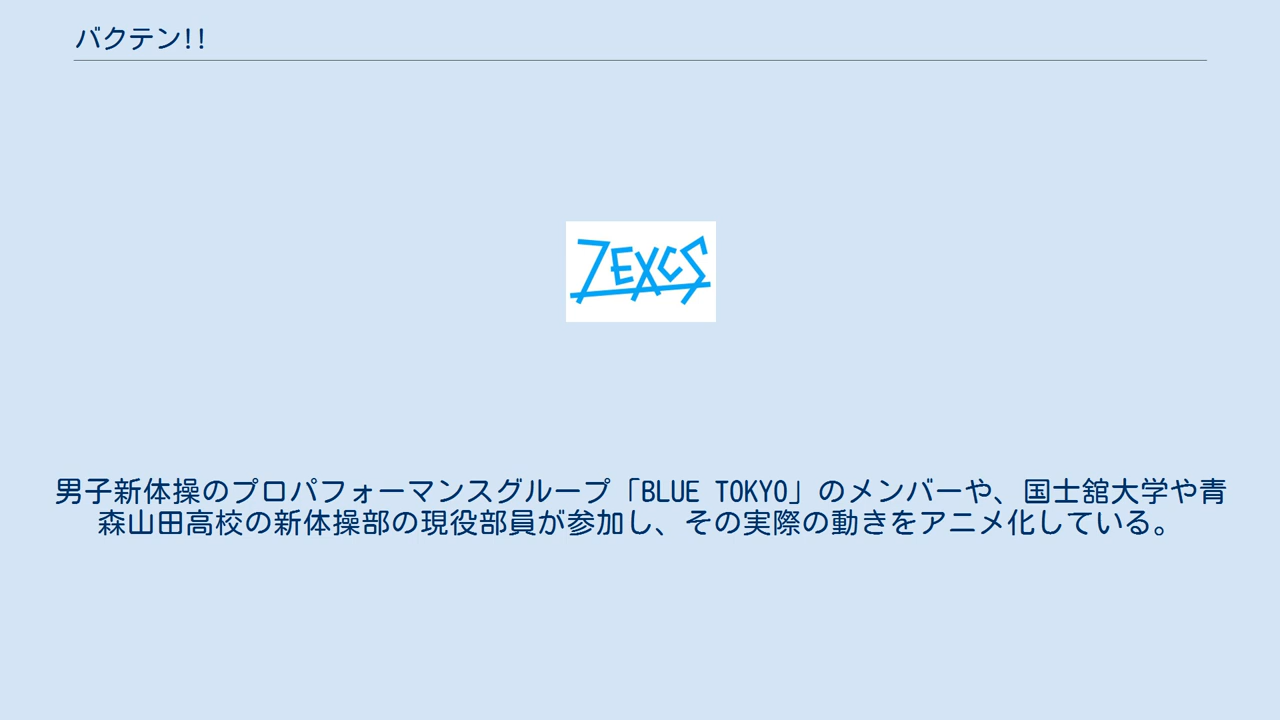 バクテン!!
ZEXCS
男子新体操のプロパフォーマンスグループ「BLUE TOKYO」のメンバーや、国士舘大学や青
森山田高校の新体操部の現役部員が参加し、その実際の動きをアニメ化している。